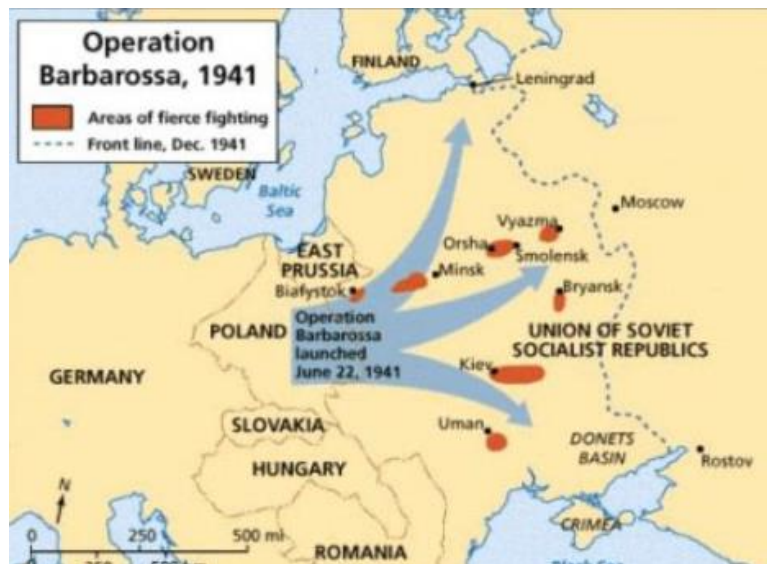 Operation
Barbarossa, 1941
Areas of fierce fighting
Front line, Dec. 1941
FINLAND
Leningrad
SWEDEN
Baltic
Sea
Moscow
Vyazma
Orsha
Smolensk
EAST
PRUSSIA
Minsk
Białystok
Bryansk
Operation
Barbarossa
launched
June 22, 1941
POLAND
UNION OF SOVIET
SOCIALIST REPUBLICS
GERMANY
Kiev
SLOVAKIA
Uman
DONETS
BASIN
Rostov
HUNGARY
N
0 250 500 mi
CRIMEA
ROMANIA
Black Sea